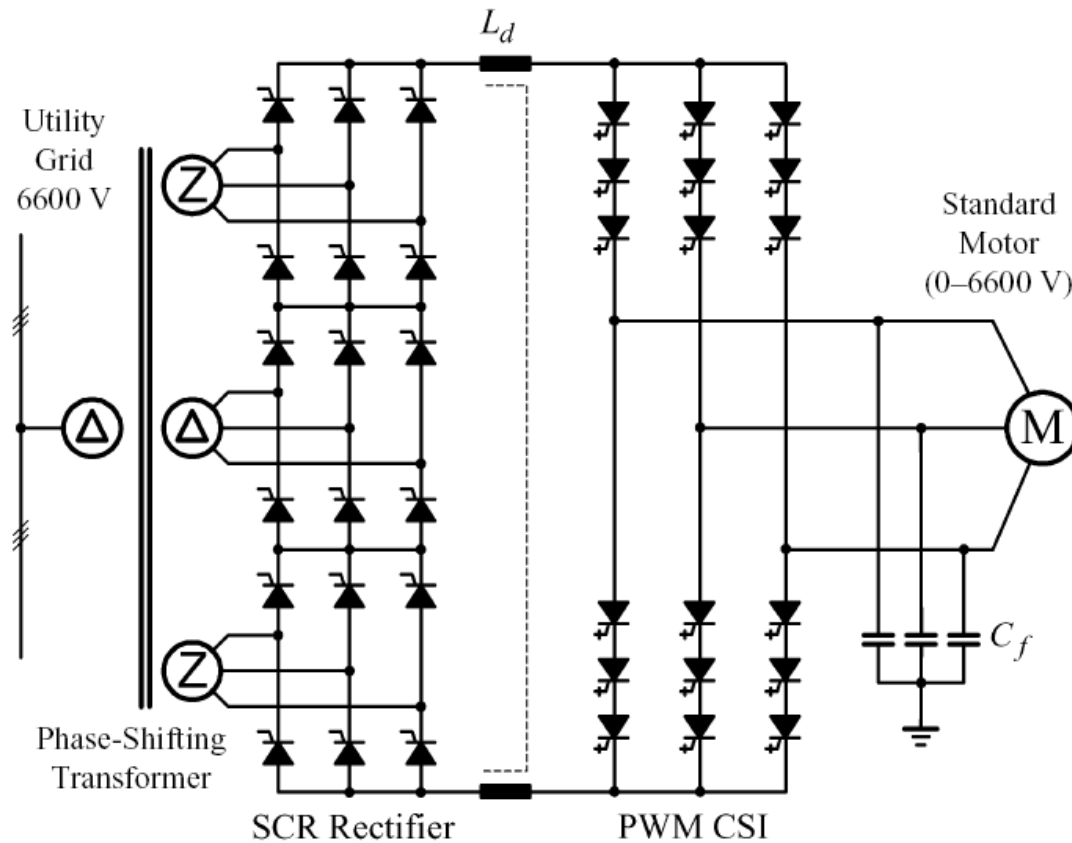 L_d
Utility
Grid
6600 V
Z
Standard
Motor
(0–6600 V)
Δ
Δ
M
Z
C_f
Phase-Shifting
Transformer
SCR Rectifier
PWM CSI